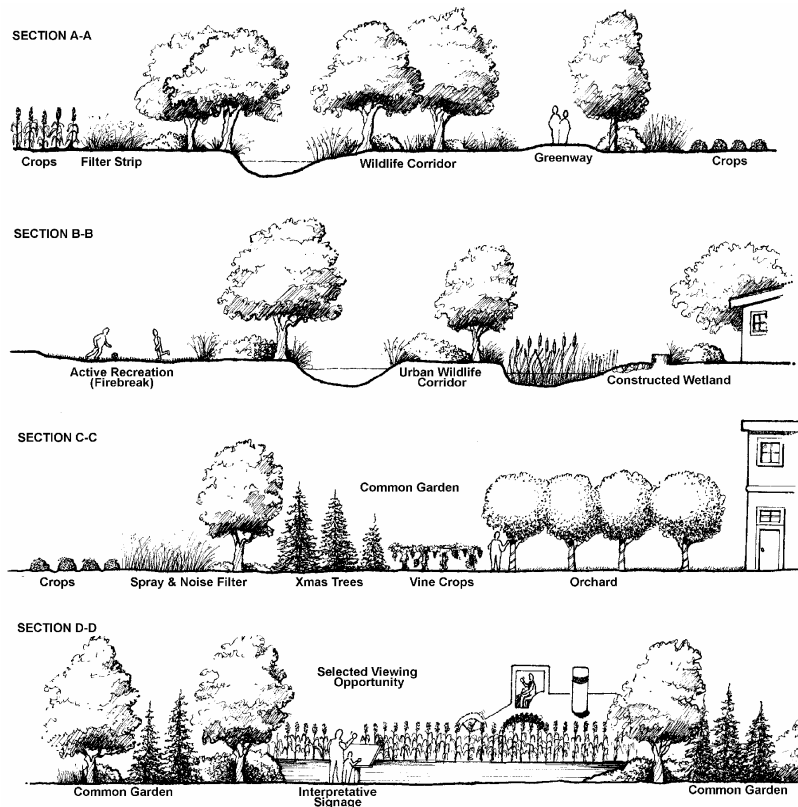 SECTION A-A
Crops
Filter Strip
Wildlife Corridor
Greenway
Crops
SECTION B-B
Active Recreation
(Firebreak)
Urban Wildlife
Corridor
Constructed Wetland
SECTION C-C
Common Garden
Crops
Spray & Noise Filter
Xmas Trees
Vine Crops
Orchard
SECTION D-D
Selected Viewing
Opportunity
Common Garden
Interpretative
Signage
Common Garden